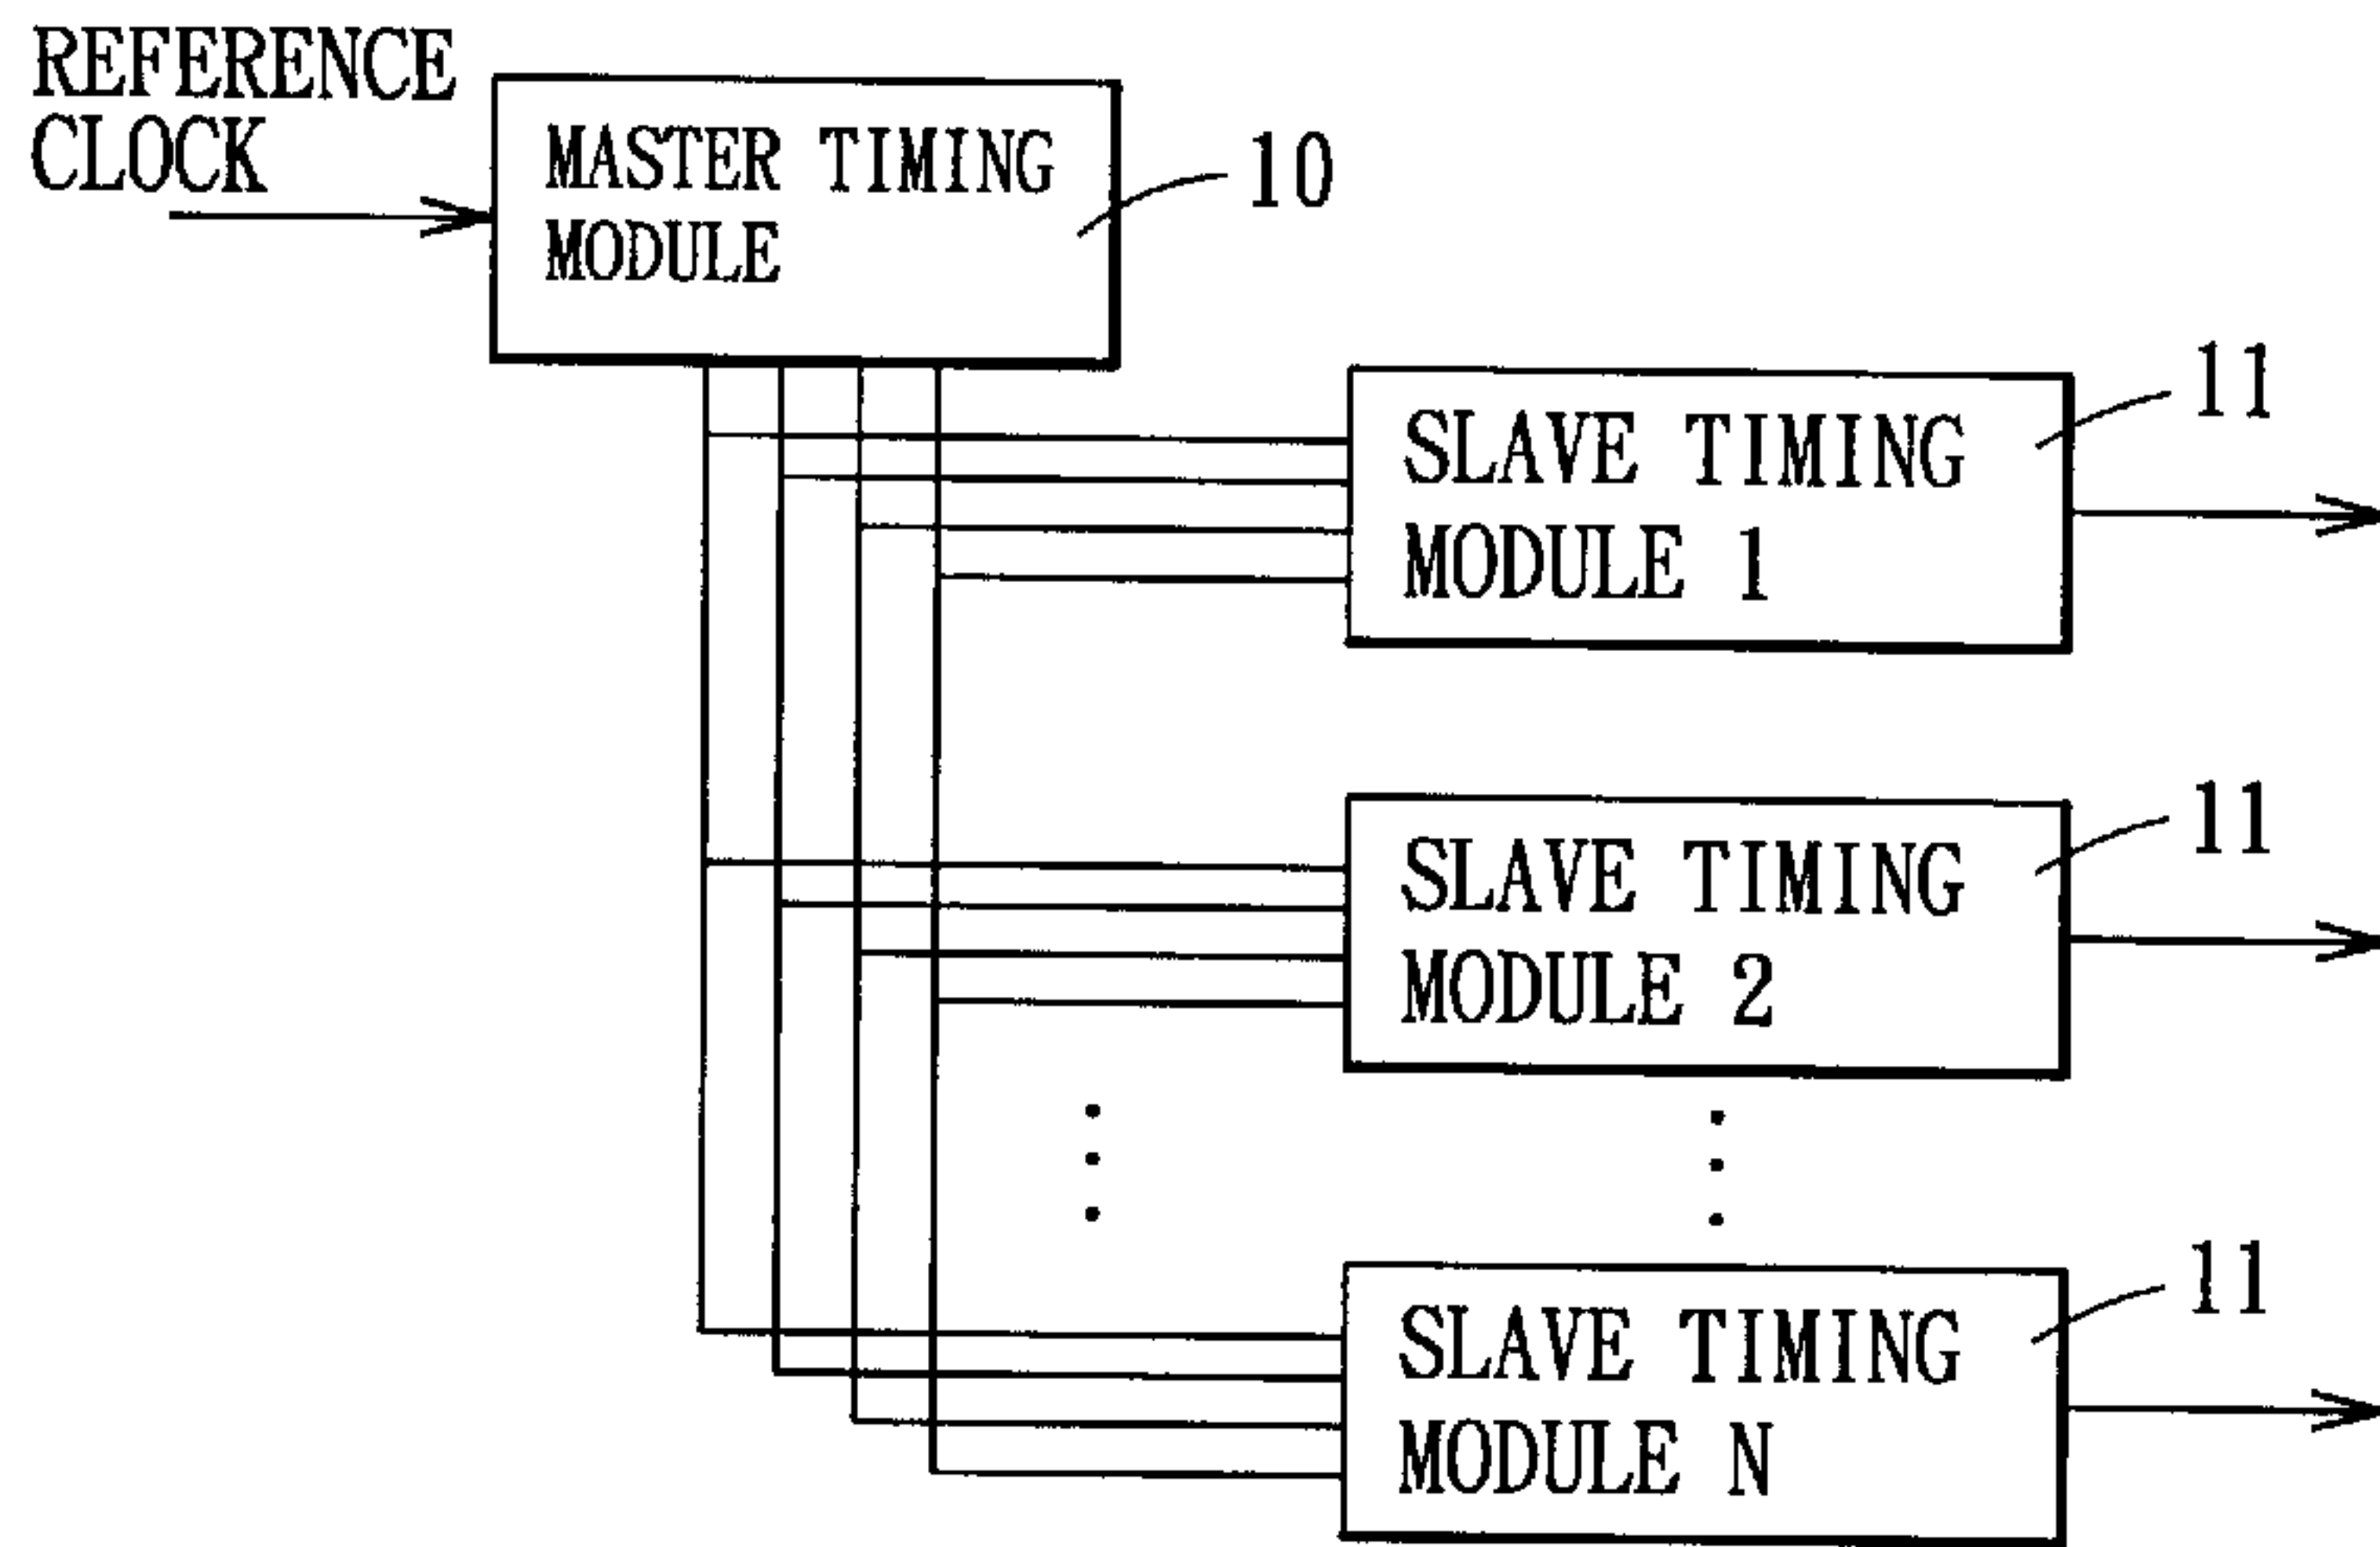 REFERENCE
CLOCK
MASTER TIMING
MODULE
10
SLAVE TIMING
MODULE 1
11
SLAVE TIMING
MODULE 2
11
SLAVE TIMING
MODULE N
11